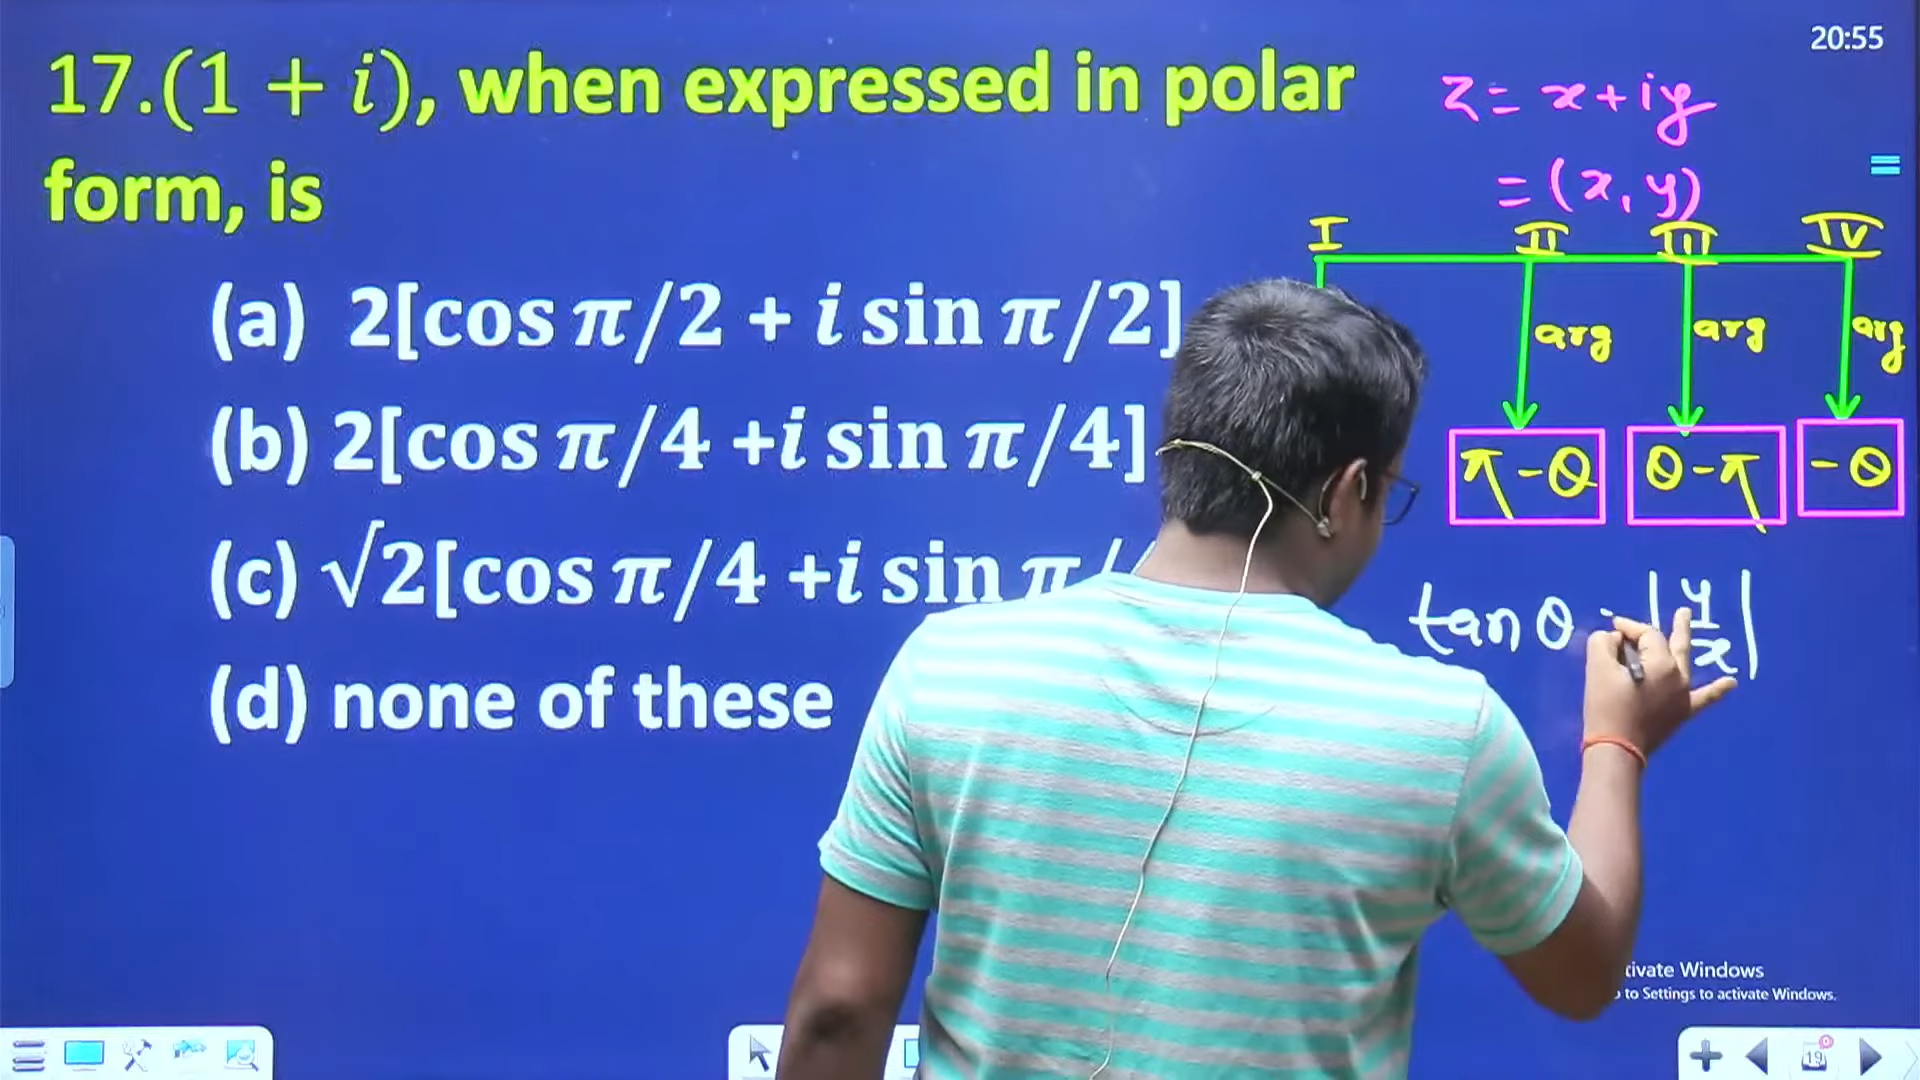 20:55
17.(1 + i), when expressed in polar
form, is
(a) 2[cos π/2 + i sin π/2]
(b) 2[cos π/4 +i sin π/4]
(c) √2[cos π/4 +i sin π/
(d) none of these
z = x + iy
= (x, y)
I II III IV
arg arg arg
π - θ θ - π - θ
tan θ = |y/x|
tivate Windows
to Settings to activate Windows.
19